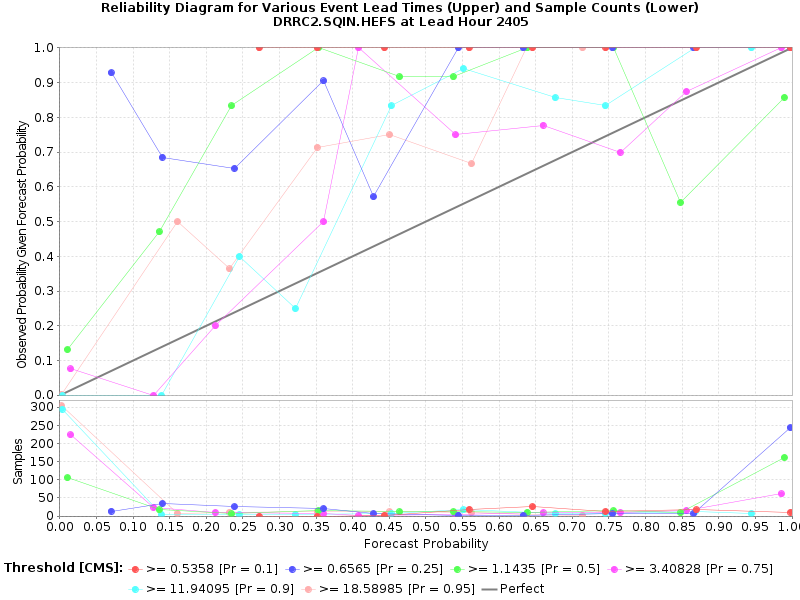 Reliability Diagram for Various Event Lead Times (Upper) and Sample Counts (Lower)
DRRC2.SQIN.HEFS at Lead Hour 2405
Observed Probability Given Forecast Probability
1.0
0.9
0.8
0.7
0.6
0.5
0.4
0.3
0.2
0.1
0.0
Samples
300
250
200
150
100
50
0
0.00 0.05 0.10 0.15 0.20 0.25 0.30 0.35 0.40 0.45 0.50 0.55 0.60 0.65 0.70 0.75 0.80 0.85 0.90 0.95 1.0
Forecast Probability
Threshold [CMS]: >= 0.5358 [Pr = 0.1] >= 0.6565 [Pr = 0.25] >= 1.1435 [Pr = 0.5] >= 3.40828 [Pr = 0.75]
>= 11.94095 [Pr = 0.9] >= 18.58985 [Pr = 0.95] Perfect